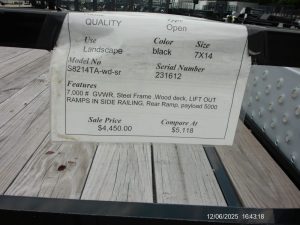 QUALITY Open
Use Color Size
Landscape black 7X14
Model No Serial Number
S8214TA-wd-sr 231612
Features
7,000 # GVWR, Steel Frame, Wood deck, LIFT OUT
RAMPS IN SIDE RAILING, Rear Ramp, payload 5000
Sale Price Compare At
$4,450.00 $5,118
12/06/2025 16:43:18